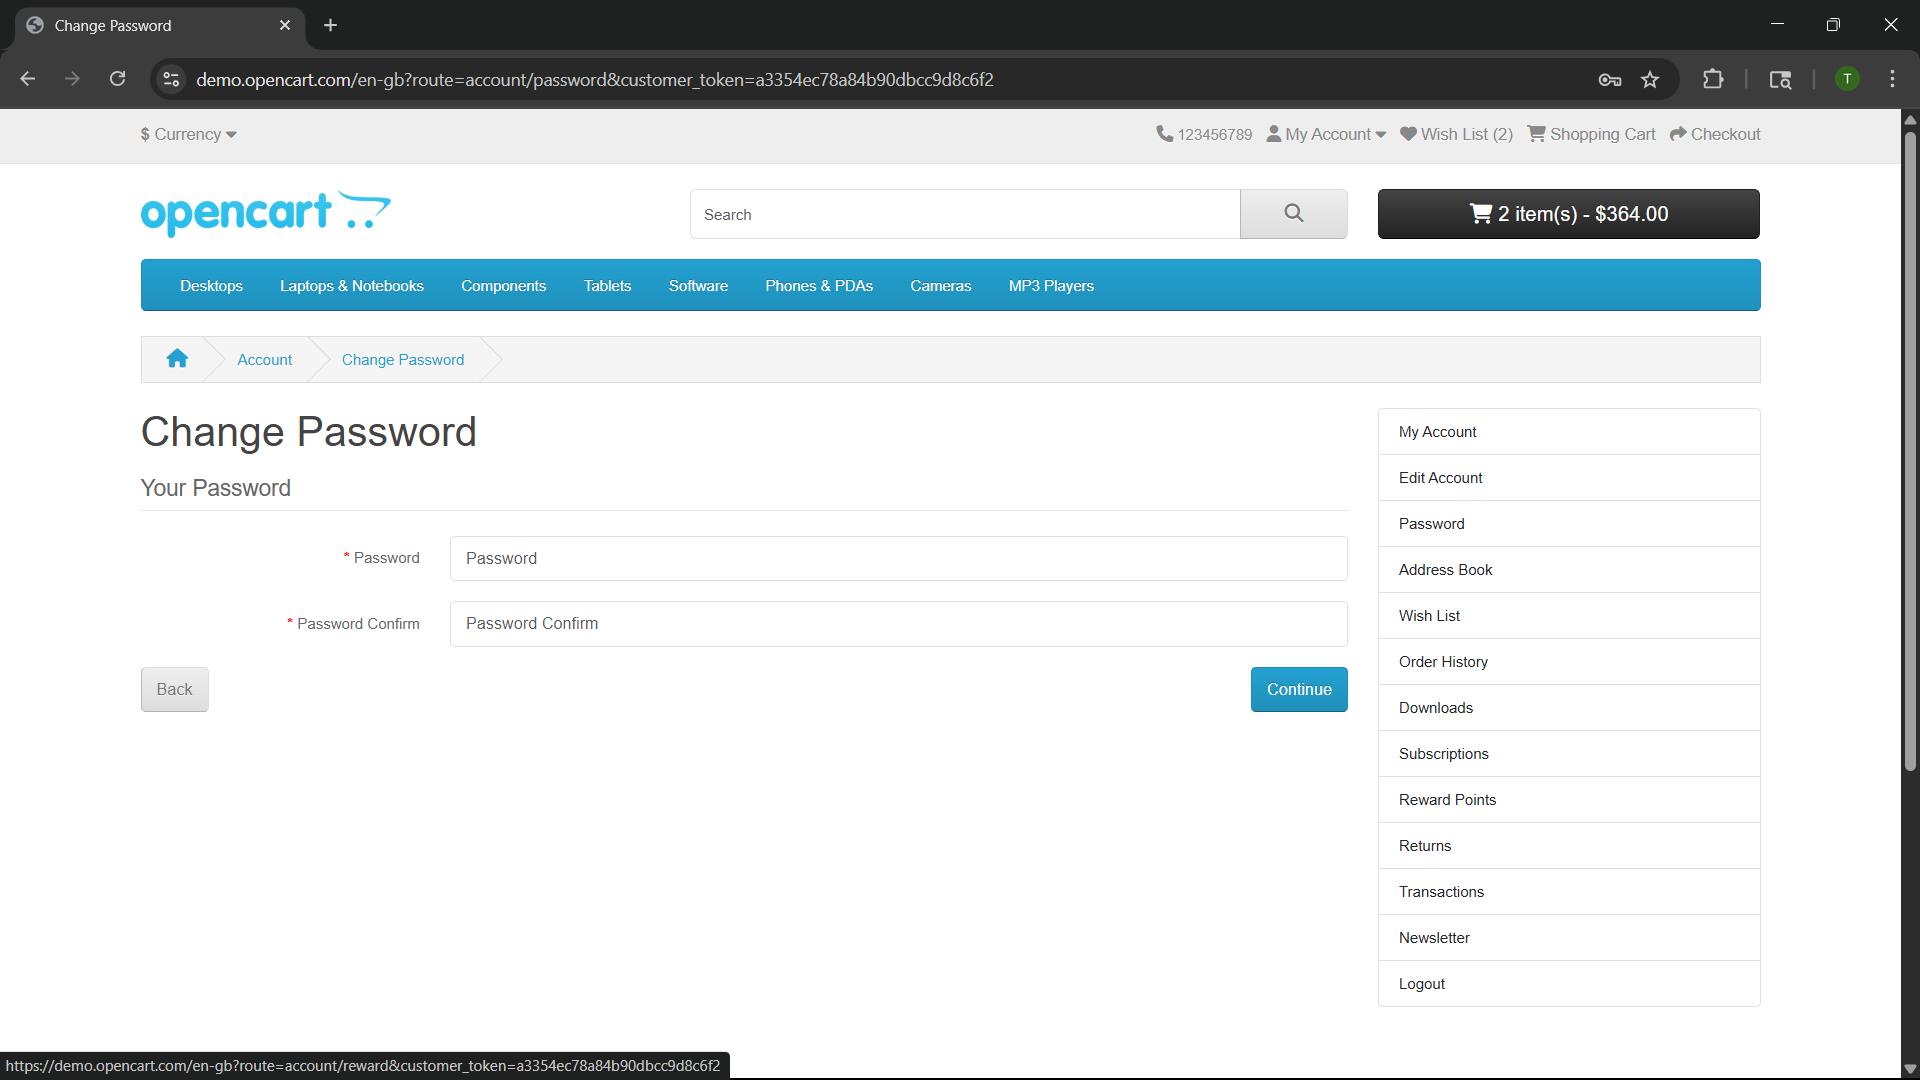 Change Password
demo.opencart.com/en-gb?route=account/password&customer_token=a3354ec78a84b90dbcc9d8c6f2
T
$ Currency
123456789 My Account Wish List (2) Shopping Cart Checkout
opencart
Search
2 item(s) - $364.00
Desktops Laptops & Notebooks Components Tablets Software Phones & PDAs Cameras MP3 Players
Account Change Password
Change Password
Your Password
* Password Password
* Password Confirm Password Confirm
Back Continue
My Account
Edit Account
Password
Address Book
Wish List
Order History
Downloads
Subscriptions
Reward Points
Returns
Transactions
Newsletter
Logout
https://demo.opencart.com/en-gb?route=account/reward&customer_token=a3354ec78a84b90dbcc9d8c6f2